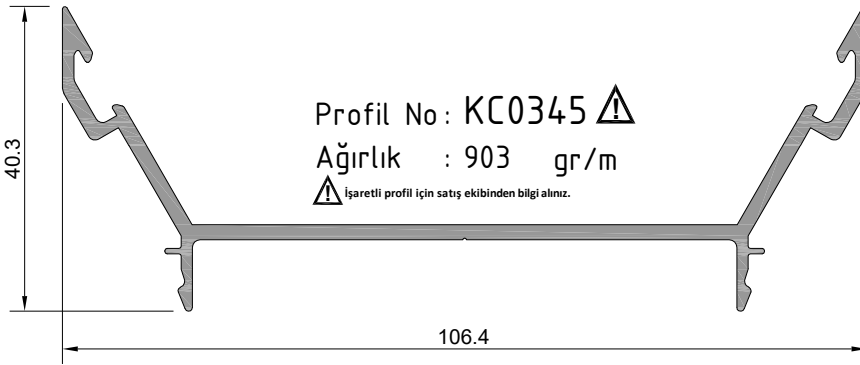 Profil No: KC0345
Ağırlık : 903 gr/m
İşaretli profil için satış ekibinden bilgi alınız.
40.3
106.4